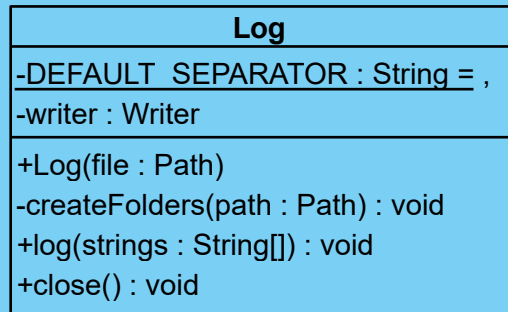 Log
-DEFAULT_SEPARATOR : String = ,
-writer : Writer
+Log(file : Path)
-createFolders(path : Path) : void
+log(strings : String[]) : void
+close() : void